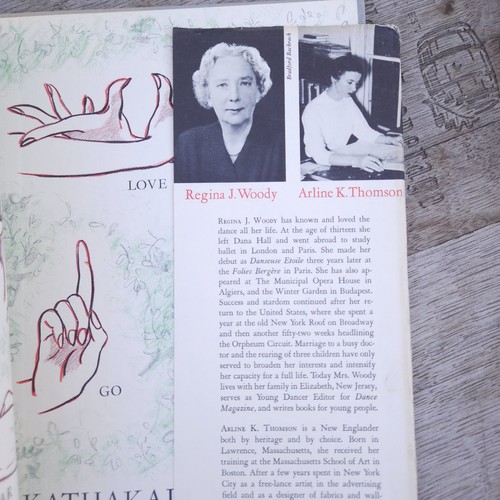 Bradford Bachrach
LOVE
GO
KATHAKALI
Regina J. Woody
Arline K. Thomson
REGINA J. WOODY has known and loved the
dance all her life. At the age of thirteen she
left Dana Hall and went abroad to study
ballet in London and Paris. She made her
debut as Danseuse Etoile three years later at
the Folies Bergère in Paris. She has also ap-
peared at The Municipal Opera House in
Algiers, and the Winter Garden in Budapest.
Success and stardom continued after her re-
turn to the United States, where she spent a
year at the old New York Roof on Broadway
and then another fifty-two weeks headlining
the Orpheum Circuit. Marriage to a busy doc-
tor and the rearing of three children have only
served to broaden her interests and intensify
her capacity for a full life. Today Mrs. Woody
lives with her family in Elizabeth, New Jersey,
serves as Young Dancer Editor for Dance
Magazine, and writes books for young people.
ARLINE K. THOMSON is a New Englander
both by heritage and by choice. Born in
Lawrence, Massachusetts, she received her
training at the Massachusetts School of Art in
Boston. After a few years spent in New York
City as a free-lance artist in the advertising
field and as a designer of fabrics and wall-